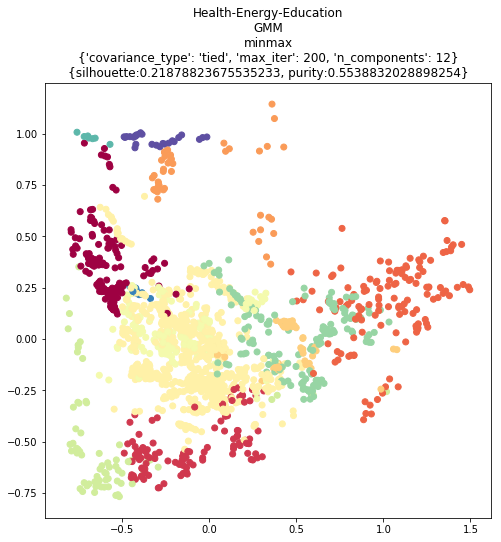 Health-Energy-Education
GMM
minmax
{'covariance_type': 'tied', 'max_iter': 200, 'n_components': 12}
{silhouette:0.21878823675535233, purity:0.5538832028898254}
1.00
0.75
0.50
0.25
0.00
−0.25
−0.50
−0.75
−0.5 0.0 0.5 1.0 1.5